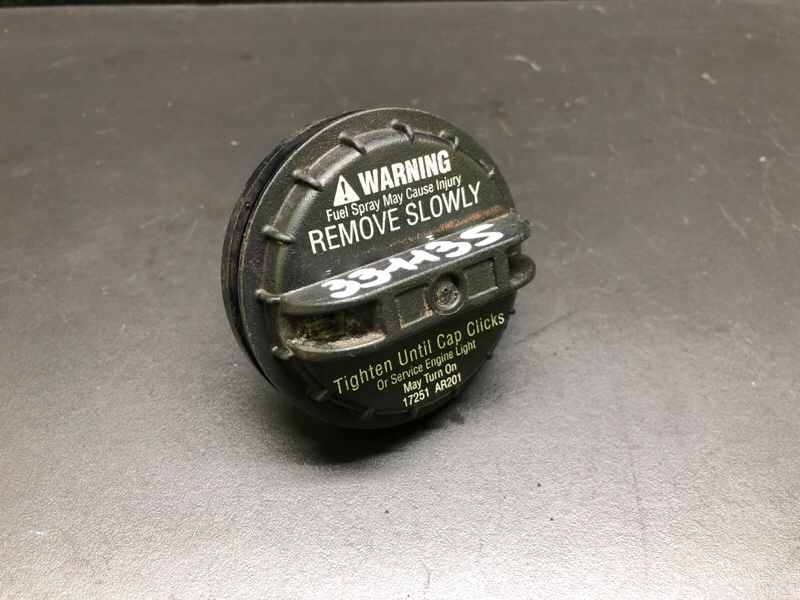 WARNING
Fuel Spray May Cause Injury
REMOVE SLOWLY
Tighten Until Cap Clicks
Or Service Engine Light
May Turn On
17251 AR201